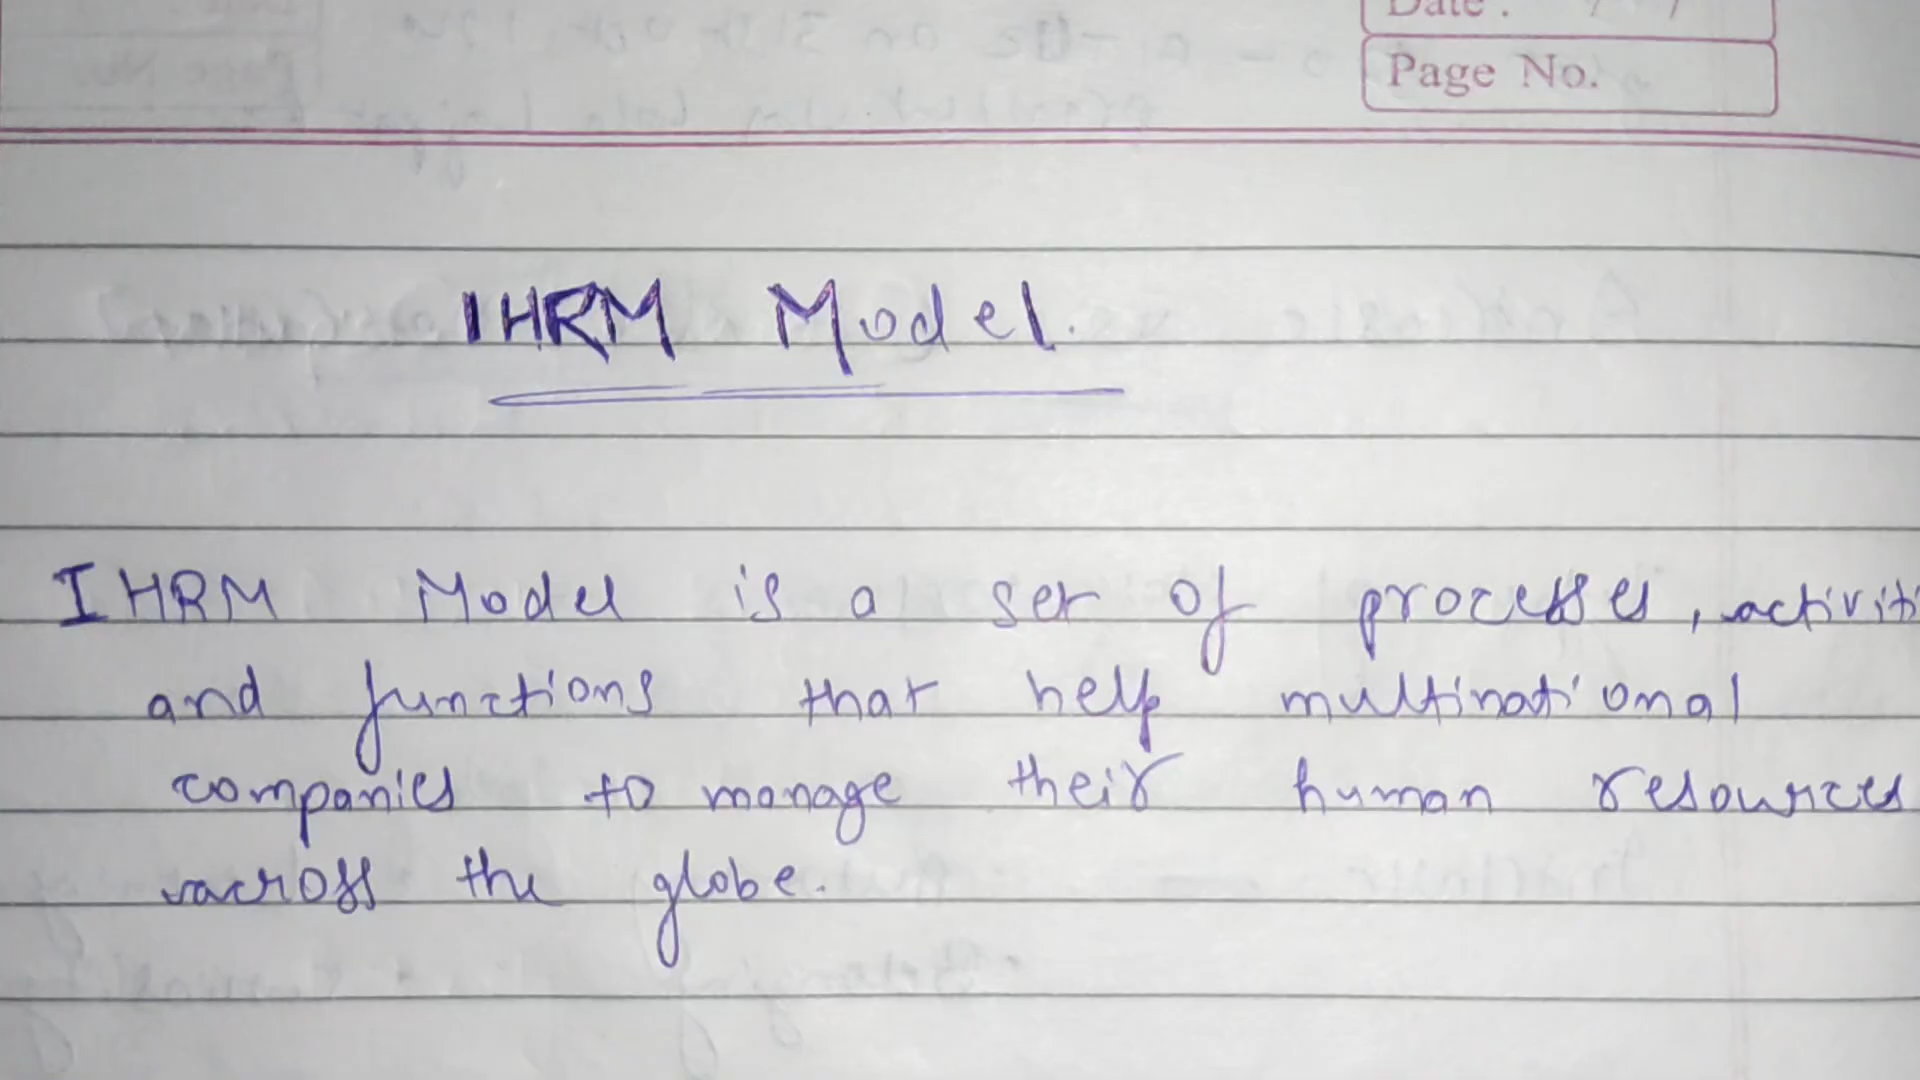 Date : / /
Page No.
IHRM Model.
IHRM Model is a set of processes, activiti
and functions that help multinational
companies to manage their human resources
across the globe.